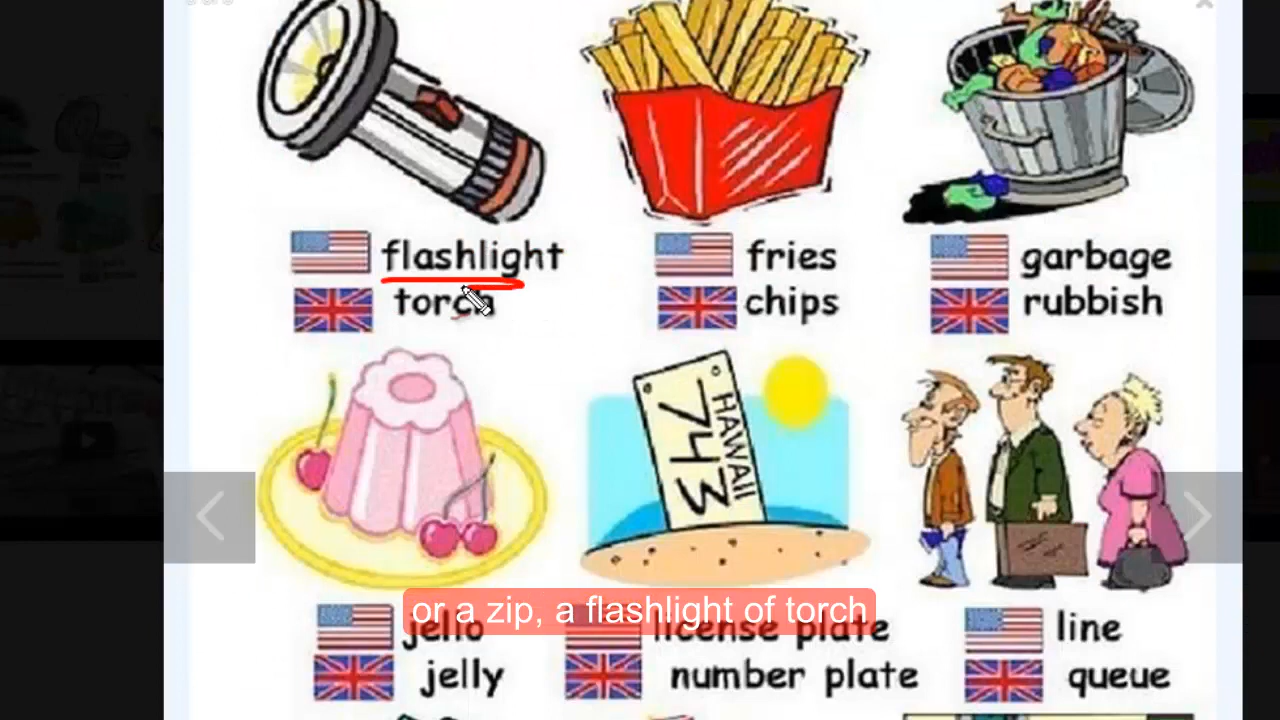 flashlight
torch
fries
chips
garbage
rubbish
HAWAII
743
or a zip, a flashlight of torch
jello
jelly
license plate
number plate
line
queue